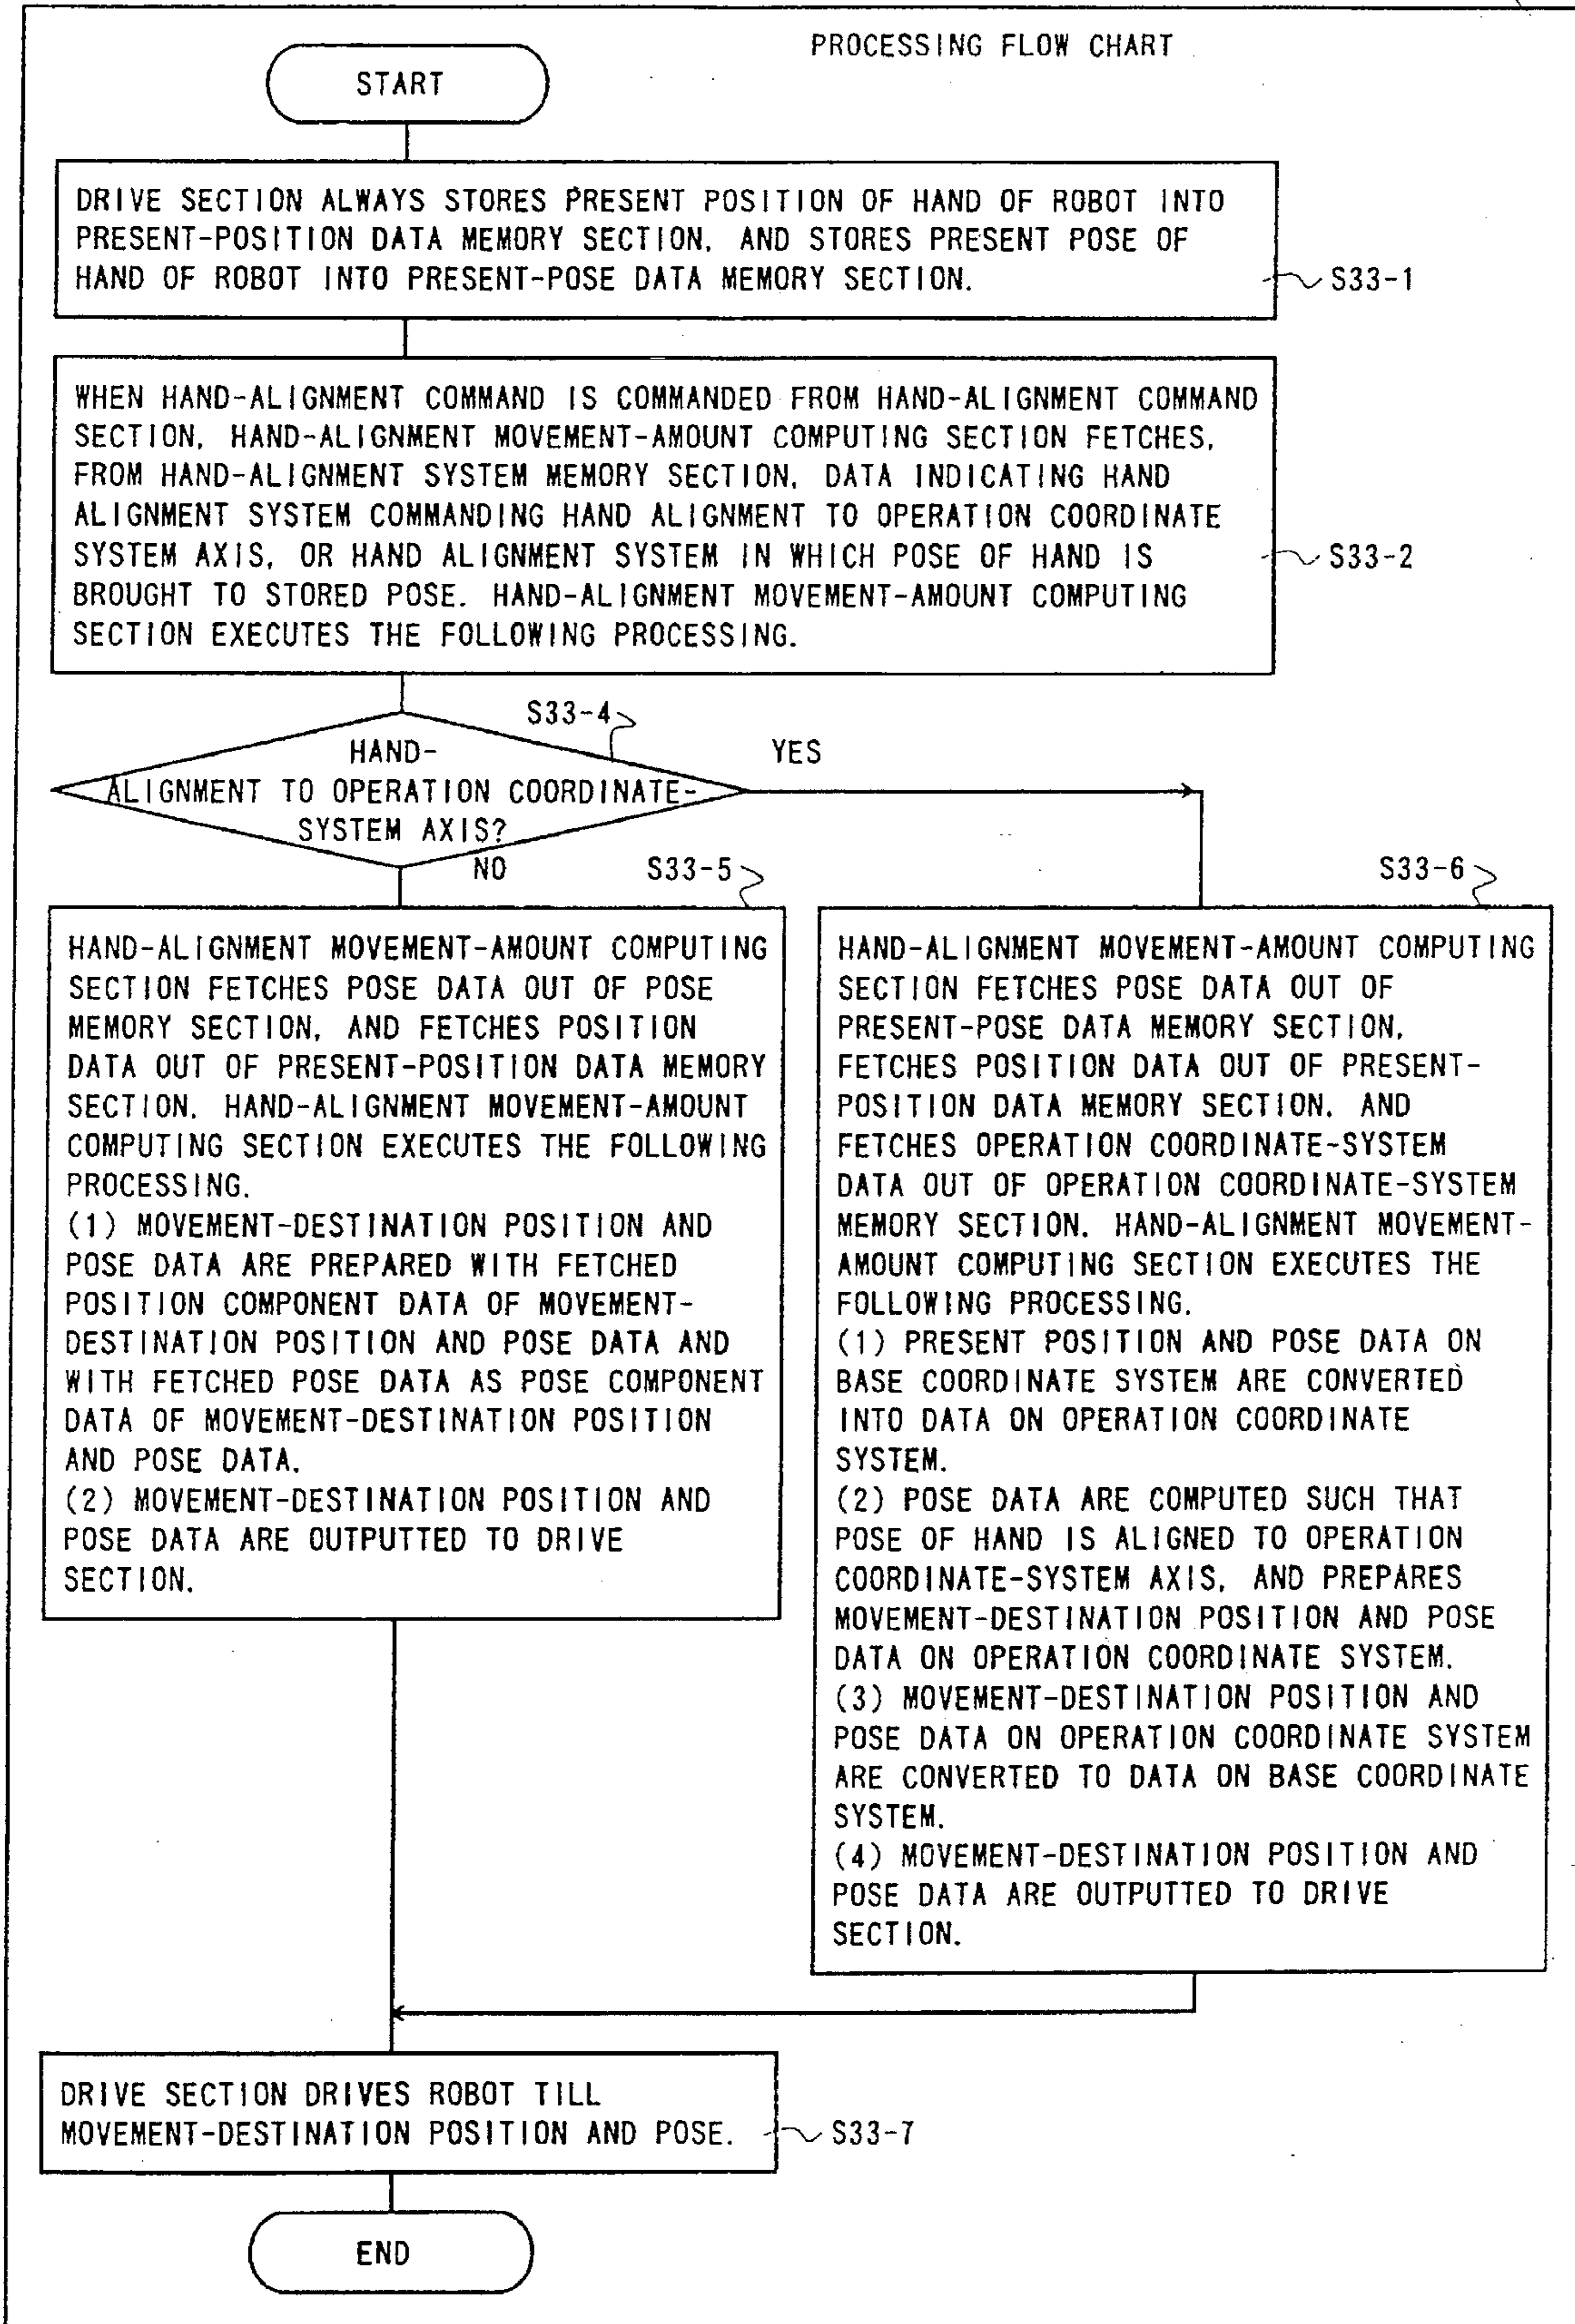 PROCESSING FLOW CHART
START
DRIVE SECTION ALWAYS STORES PRESENT POSITION OF HAND OF ROBOT INTO
PRESENT-POSITION DATA MEMORY SECTION, AND STORES PRESENT POSE OF
HAND OF ROBOT INTO PRESENT-POSE DATA MEMORY SECTION.
S33-1
WHEN HAND-ALIGNMENT COMMAND IS COMMANDED FROM HAND-ALIGNMENT COMMAND
SECTION, HAND-ALIGNMENT MOVEMENT-AMOUNT COMPUTING SECTION FETCHES,
FROM HAND-ALIGNMENT SYSTEM MEMORY SECTION, DATA INDICATING HAND
ALIGNMENT SYSTEM COMMANDING HAND ALIGNMENT TO OPERATION COORDINATE
SYSTEM AXIS, OR HAND ALIGNMENT SYSTEM IN WHICH POSE OF HAND IS
BROUGHT TO STORED POSE. HAND-ALIGNMENT MOVEMENT-AMOUNT COMPUTING
SECTION EXECUTES THE FOLLOWING PROCESSING.
S33-2
S33-4
HAND-
ALIGNMENT TO OPERATION COORDINATE-
SYSTEM AXIS?
YES
NO
S33-5
HAND-ALIGNMENT MOVEMENT-AMOUNT COMPUTING
SECTION FETCHES POSE DATA OUT OF POSE
MEMORY SECTION, AND FETCHES POSITION
DATA OUT OF PRESENT-POSITION DATA MEMORY
SECTION. HAND-ALIGNMENT MOVEMENT-AMOUNT
COMPUTING SECTION EXECUTES THE FOLLOWING
PROCESSING.
(1) MOVEMENT-DESTINATION POSITION AND
POSE DATA ARE PREPARED WITH FETCHED
POSITION COMPONENT DATA OF MOVEMENT-
DESTINATION POSITION AND POSE DATA AND
WITH FETCHED POSE DATA AS POSE COMPONENT
DATA OF MOVEMENT-DESTINATION POSITION
AND POSE DATA.
(2) MOVEMENT-DESTINATION POSITION AND
POSE DATA ARE OUTPUTTED TO DRIVE
SECTION.
S33-6
HAND-ALIGNMENT MOVEMENT-AMOUNT COMPUTING
SECTION FETCHES POSE DATA OUT OF
PRESENT-POSE DATA MEMORY SECTION,
FETCHES POSITION DATA OUT OF PRESENT-
POSITION DATA MEMORY SECTION, AND
FETCHES OPERATION COORDINATE-SYSTEM
DATA OUT OF OPERATION COORDINATE-SYSTEM
MEMORY SECTION. HAND-ALIGNMENT MOVEMENT-
AMOUNT COMPUTING SECTION EXECUTES THE
FOLLOWING PROCESSING.
(1) PRESENT POSITION AND POSE DATA ON
BASE COORDINATE SYSTEM ARE CONVERTED
INTO DATA ON OPERATION COORDINATE
SYSTEM.
(2) POSE DATA ARE COMPUTED SUCH THAT
POSE OF HAND IS ALIGNED TO OPERATION
COORDINATE-SYSTEM AXIS, AND PREPARES
MOVEMENT-DESTINATION POSITION AND POSE
DATA ON OPERATION COORDINATE SYSTEM.
(3) MOVEMENT-DESTINATION POSITION AND
POSE DATA ON OPERATION COORDINATE SYSTEM
ARE CONVERTED TO DATA ON BASE COORDINATE
SYSTEM.
(4) MOVEMENT-DESTINATION POSITION AND
POSE DATA ARE OUTPUTTED TO DRIVE
SECTION.
DRIVE SECTION DRIVES ROBOT TILL
MOVEMENT-DESTINATION POSITION AND POSE.
S33-7
END